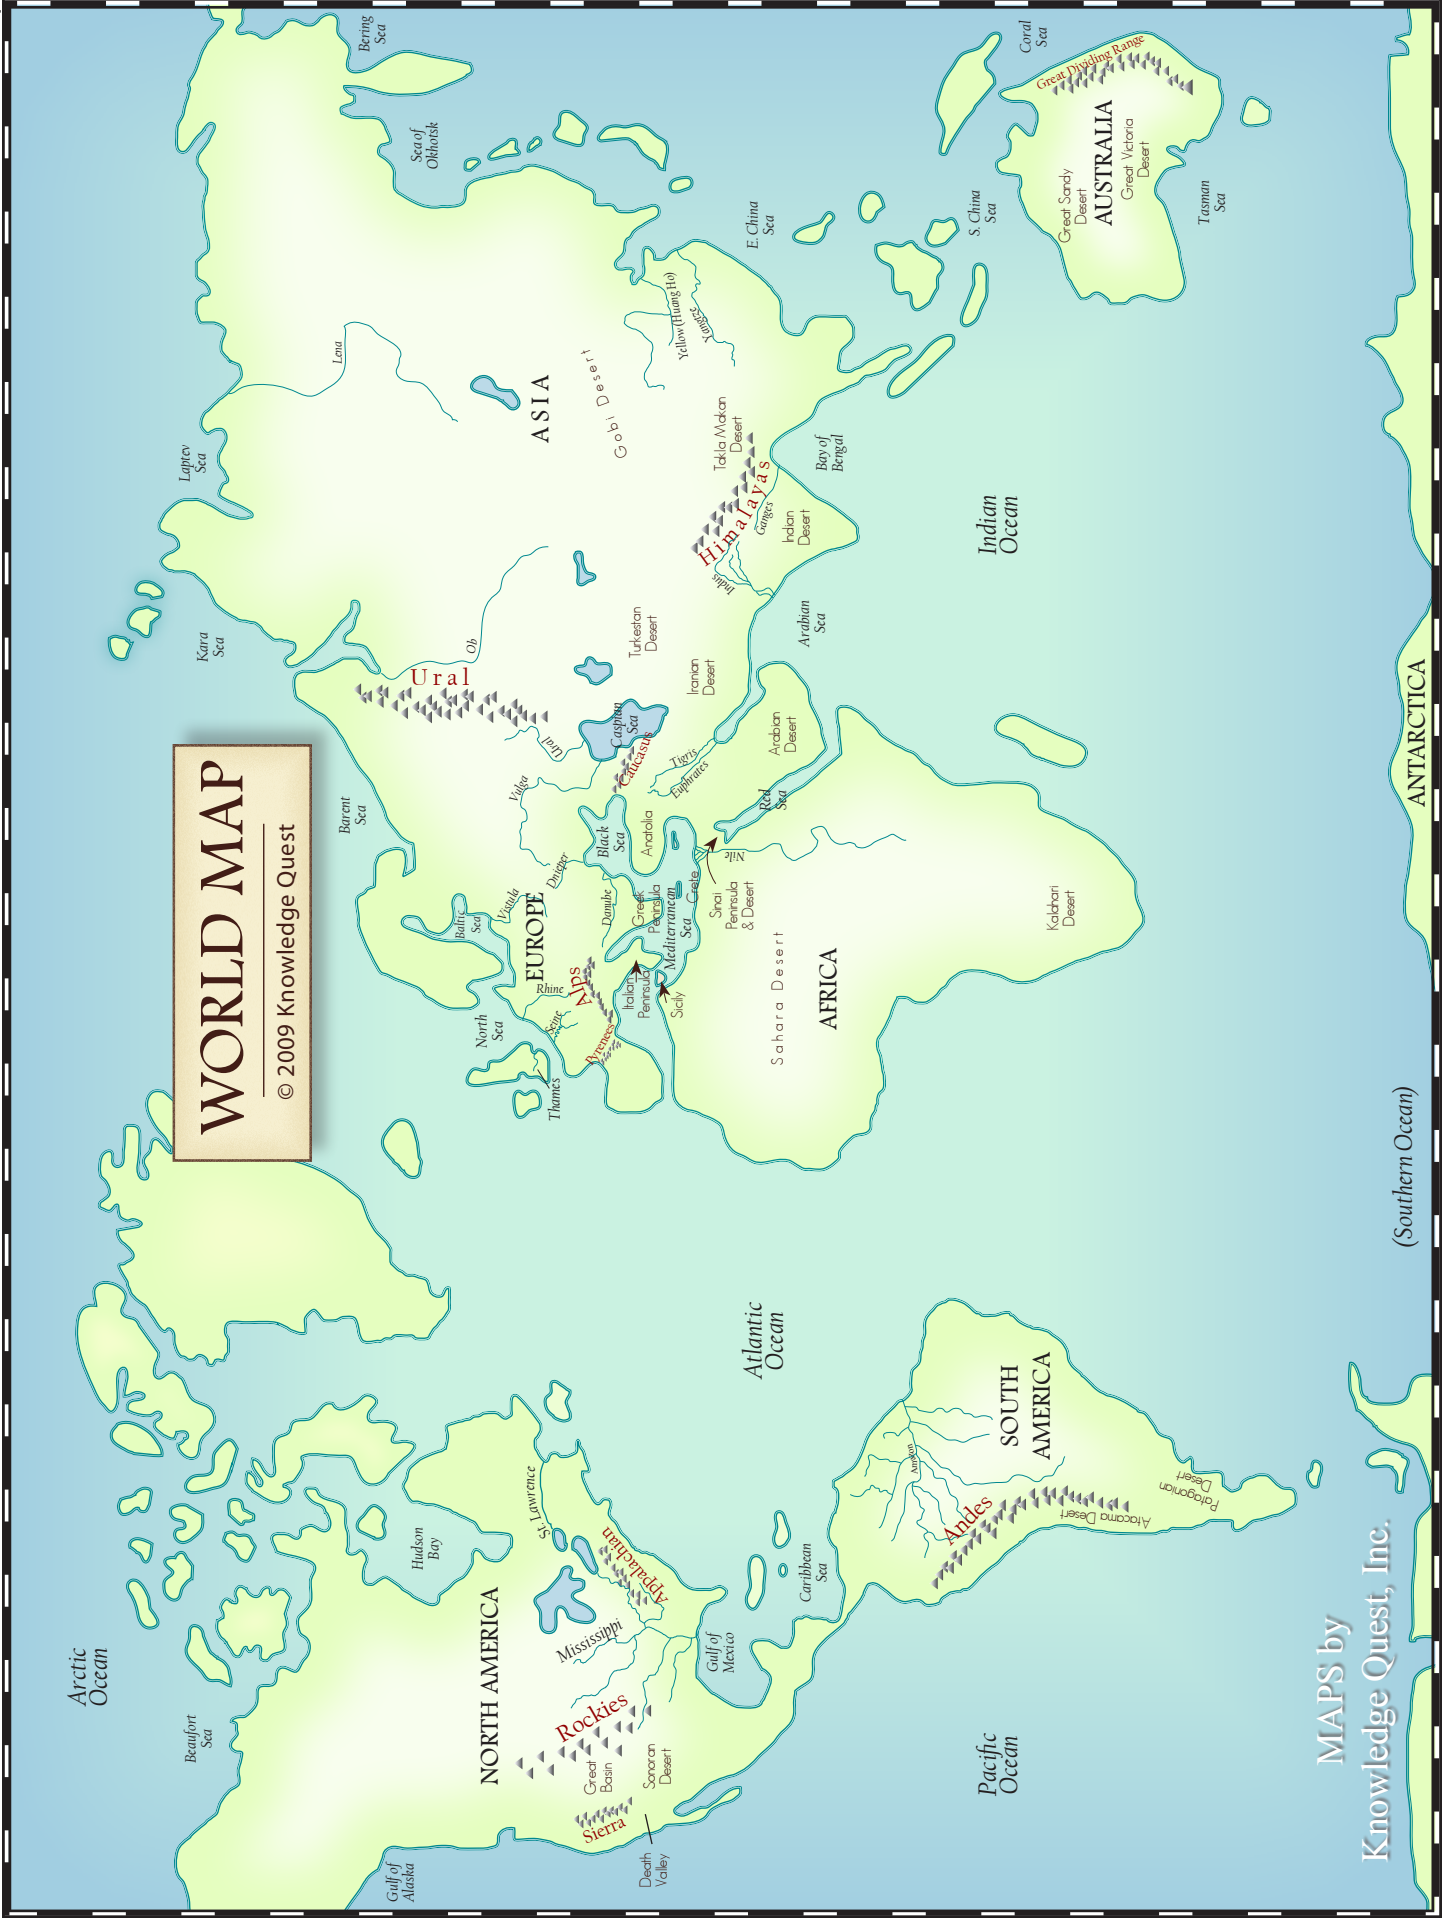 WORLD MAP
© 2009 Knowledge Quest
Arctic
Ocean
Beaufort
Sea
Gulf of
Alaska
Hudson
Bay
NORTH AMERICA
St. Lawrence
Appalachian
Mississippi
Rockies
Great
Basin
Sonoran
Desert
Sierra
Death
Valley
Gulf of
Mexico
Caribbean
Sea
Atlantic
Ocean
Pacific
Ocean
SOUTH
AMERICA
Amazon
Andes
Atacama Desert
Patagonian
Desert
(Southern Ocean)
MAPS by
Knowledge Quest, Inc.
Barent
Sea
Kara
Sea
Laptev
Sea
Bering
Sea
Sea of
Okhotsk
North
Sea
Baltic
Sea
EUROPE
Thames
Seine
Rhine
Vistula
Dnieper
Danube
Vulga
Ural
Ural
Ob
Lena
Alps
Pyrenees
Italian
Peninsula
Sicily
Greek
Peninsula
Mediterranean
Sea
Crete
Black
Sea
Anatolia
Caucasus
Caspian
Sea
Tigris
Euphrates
Sinai
Peninsula
& Desert
Nile
Red
Sea
Arabian
Desert
Iranian
Desert
Turkestan
Desert
ASIA
Gobi Desert
Takla Makan
Desert
Himalayas
Indus
Ganges
Indian
Desert
Yellow (Huang Ho)
Yangtze
Arabian
Sea
Bay of
Bengal
E. China
Sea
S. China
Sea
Sahara Desert
AFRICA
Kalahari
Desert
Indian
Ocean
Coral
Sea
Great Dividing Range
Great Sandy
Desert
AUSTRALIA
Great Victoria
Desert
Tasman
Sea
ANTARCTICA